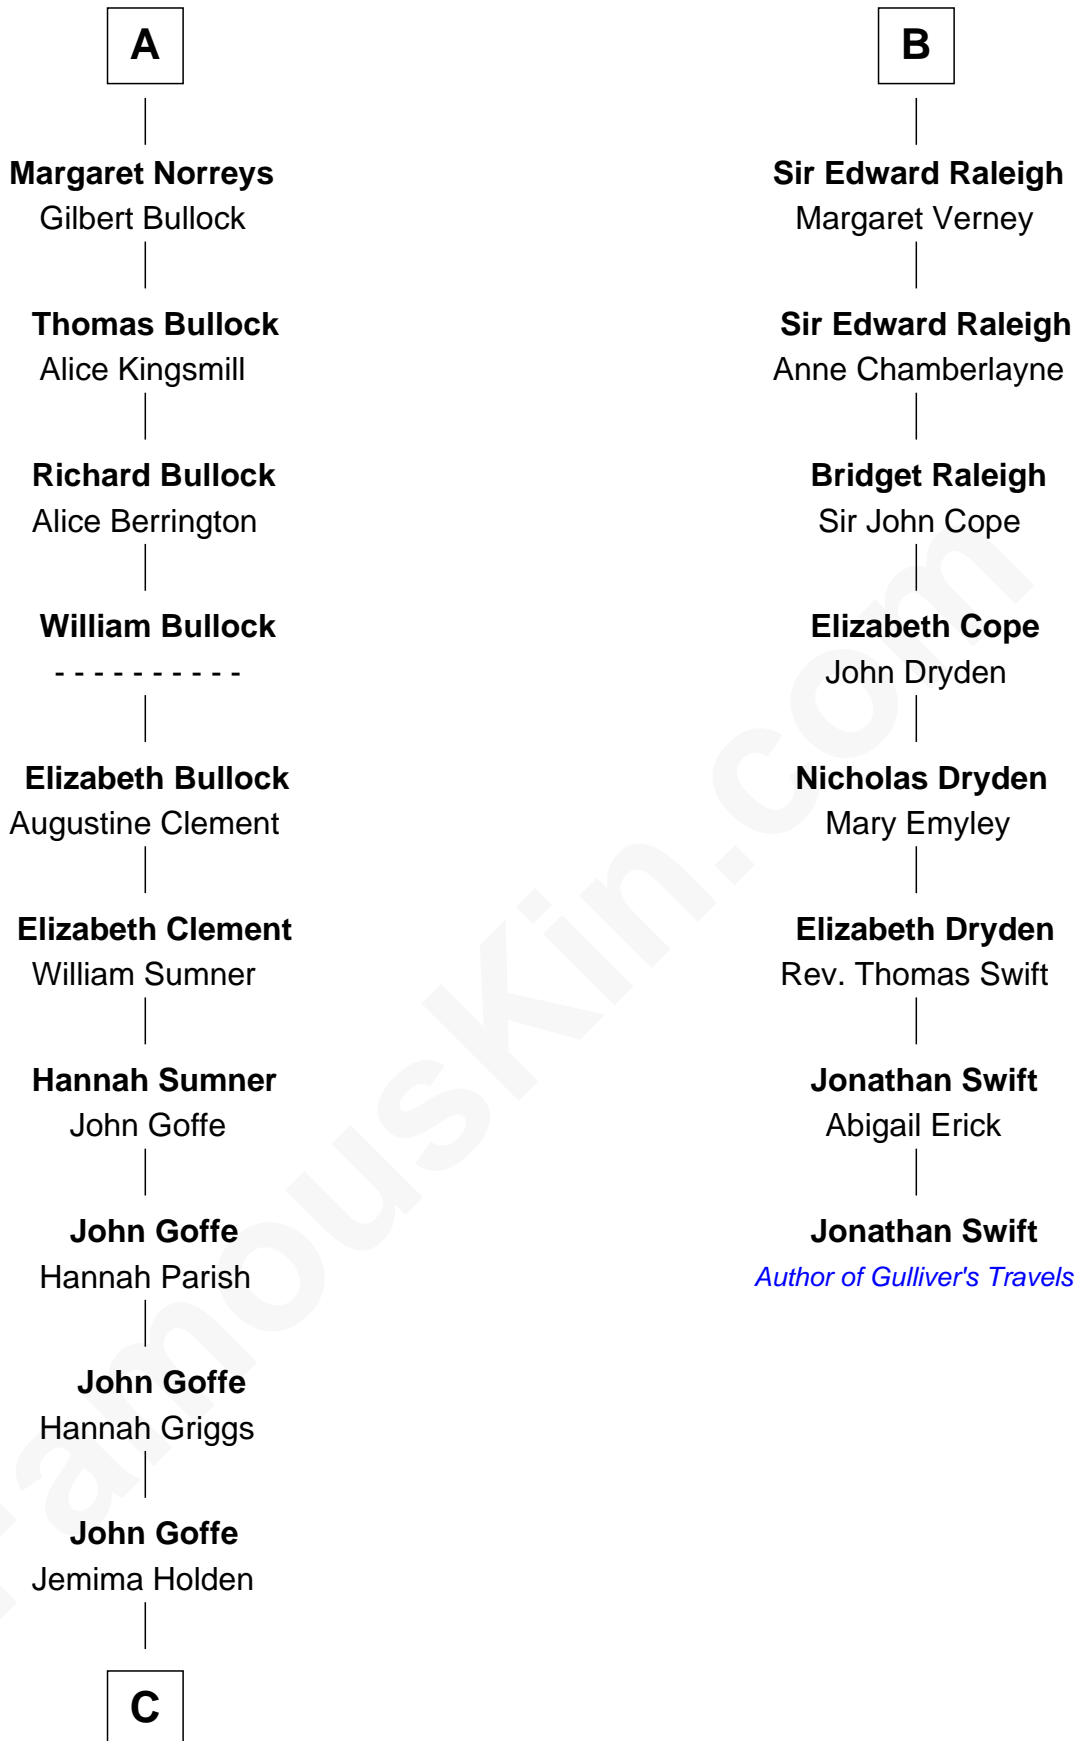 A
Margaret Norreys
Gilbert Bullock
Thomas Bullock
Alice Kingsmill
Richard Bullock
Alice Berrington
William Bullock
- - - - - - - - - -
Elizabeth Bullock
Augustine Clement
Elizabeth Clement
William Sumner
Hannah Sumner
John Goffe
John Goffe
Hannah Parish
John Goffe
Hannah Griggs
John Goffe
Jemima Holden
C
B
Sir Edward Raleigh
Margaret Verney
Sir Edward Raleigh
Anne Chamberlayne
Bridget Raleigh
Sir John Cope
Elizabeth Cope
John Dryden
Nicholas Dryden
Mary Emyley
Elizabeth Dryden
Rev. Thomas Swift
Jonathan Swift
Abigail Erick
Jonathan Swift
Author of Gulliver's Travels
FamousKin.com